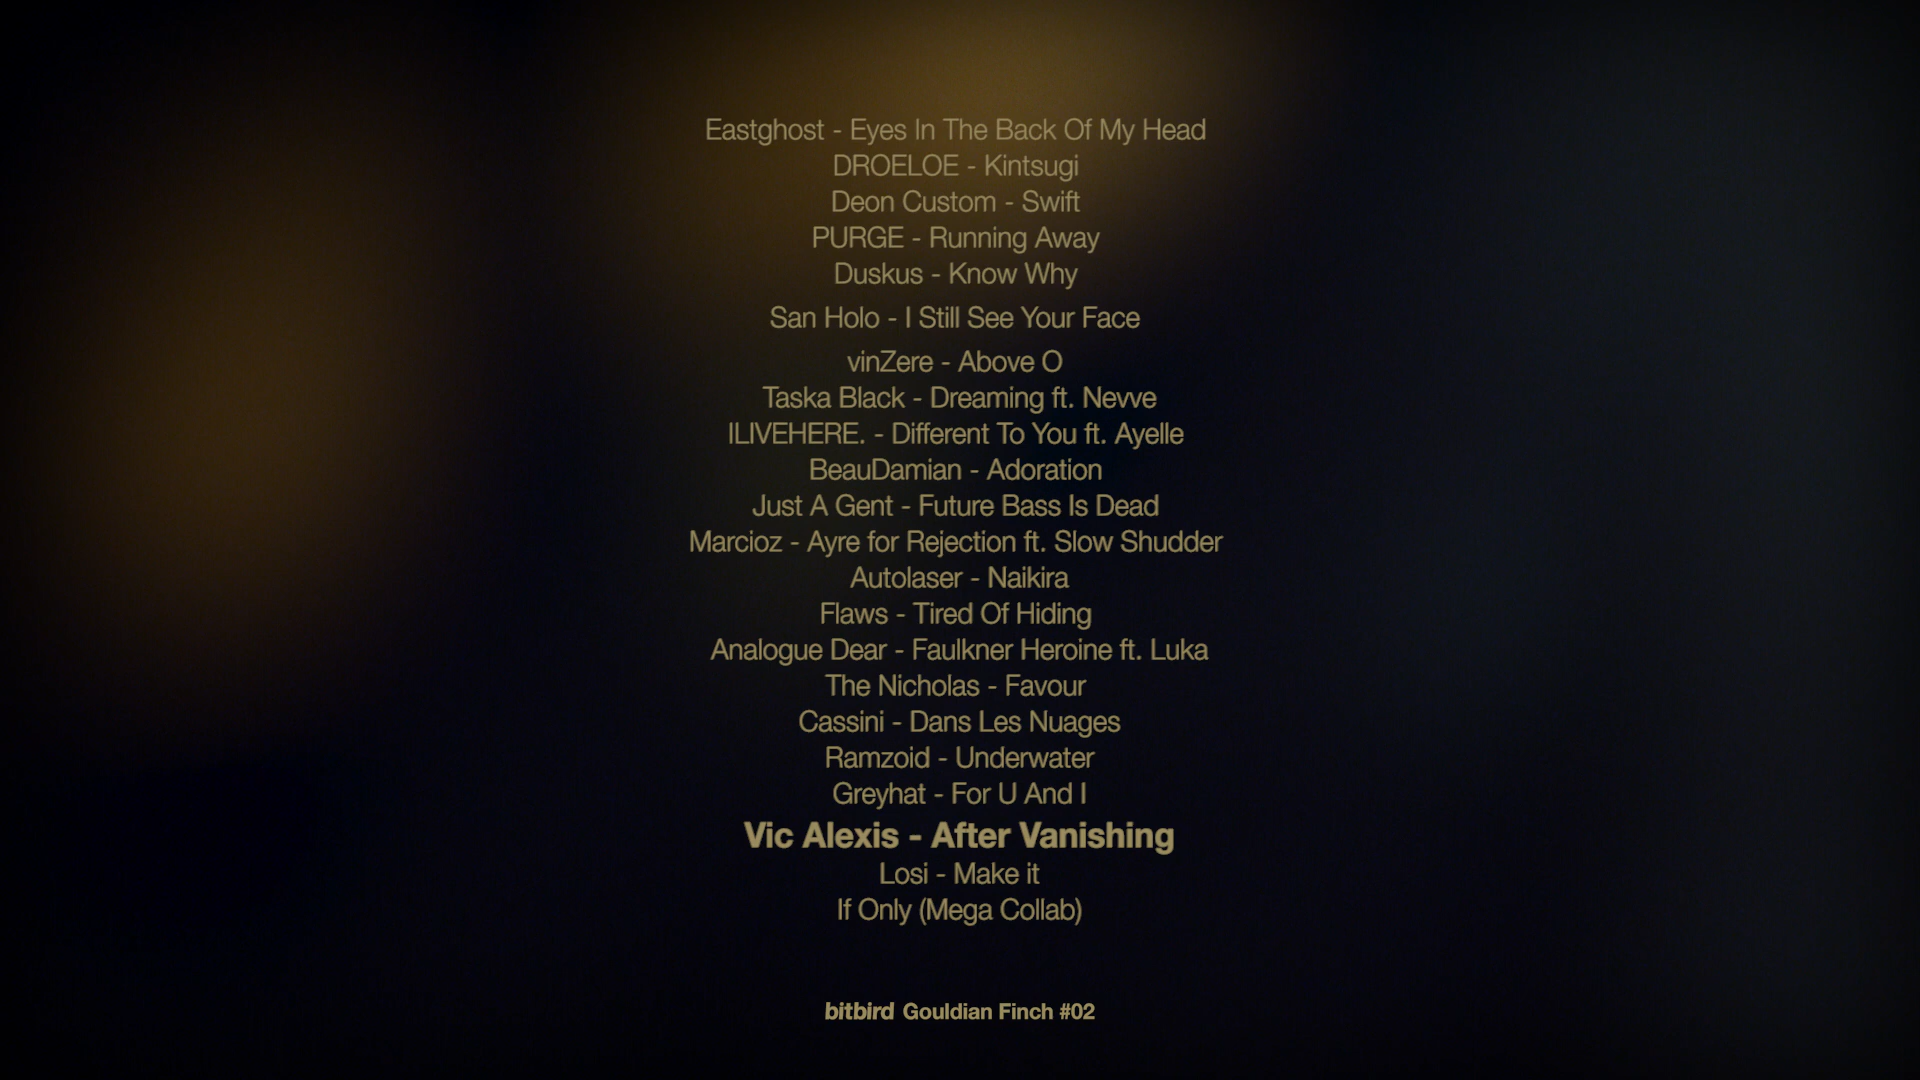 Eastghost - Eyes In The Back Of My Head
DROELOE - Kintsugi
Deon Custom - Swift
PURGE - Running Away
Duskus - Know Why
San Holo - I Still See Your Face
vinZere - Above O
Taska Black - Dreaming ft. Nevve
ILIVEHERE. - Different To You ft. Ayelle
BeauDamian - Adoration
Just A Gent - Future Bass Is Dead
Marcioz - Ayre for Rejection ft. Slow Shudder
Autolaser - Naikira
Flaws - Tired Of Hiding
Analogue Dear - Faulkner Heroine ft. Luka
The Nicholas - Favour
Cassini - Dans Les Nuages
Ramzoid - Underwater
Greyhat - For U And I
Vic Alexis - After Vanishing
Losi - Make it
If Only (Mega Collab)
bitbird Gouldian Finch #02